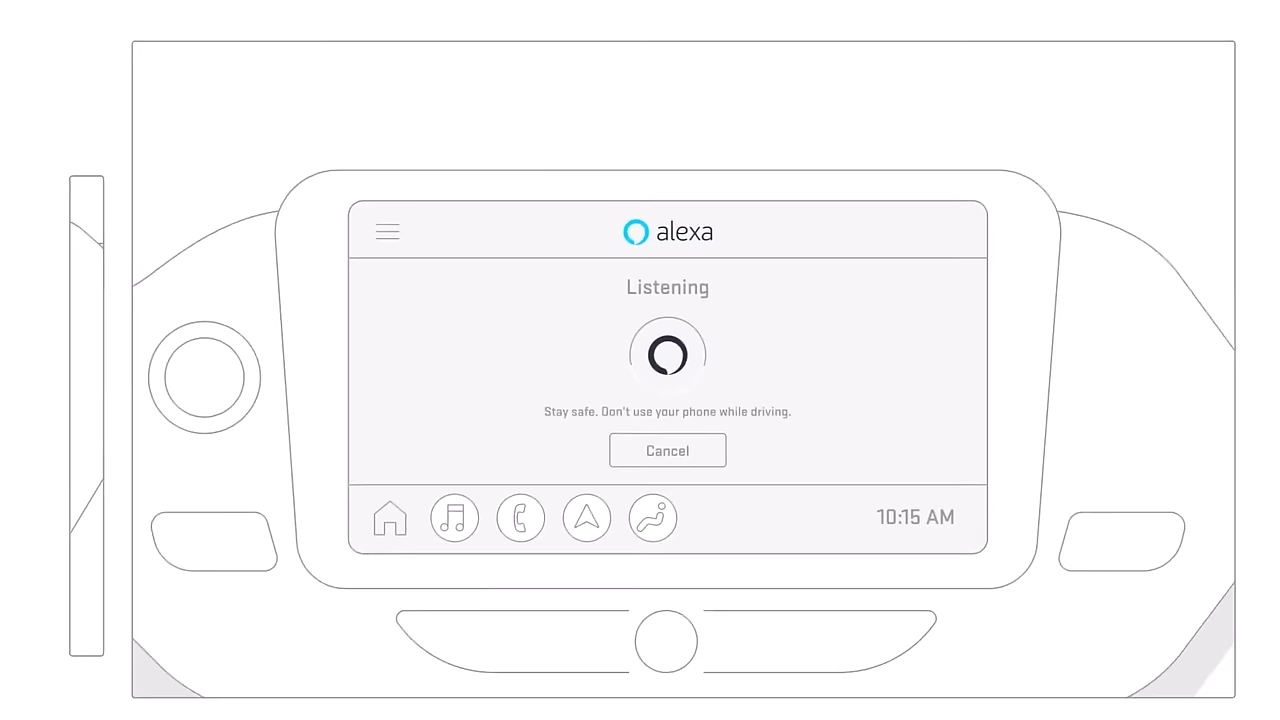 alexa
Listening
Stay safe. Don't use your phone while driving.
Cancel
10:15 AM